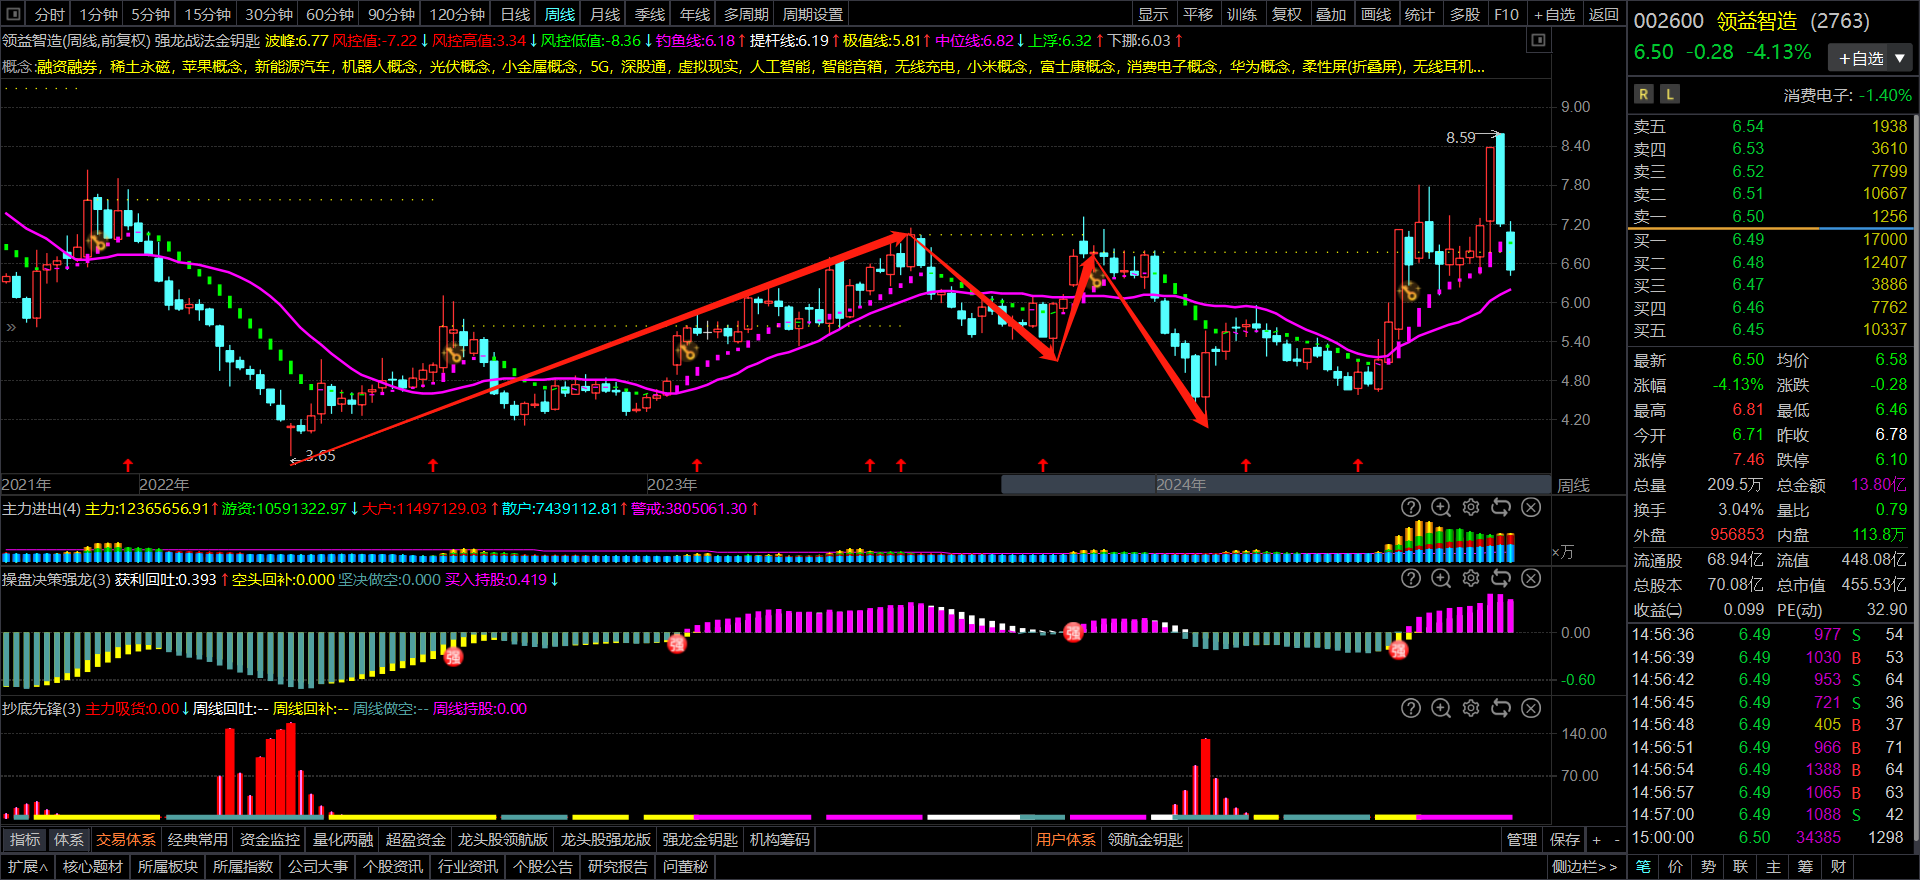 分时 1分钟 5分钟 15分钟 30分钟 60分钟 90分钟 120分钟 日线 周线 月线 季线 年线 多周期 周期设置 显示 平移 训练 复权 叠加 画线 统计 多股 F10 +自选 返回
领益智造(周线,前复权) 强龙战法金钥匙 波峰:6.77 风控值:-7.22↓ 风控高值:3.34↓ 风控低值:-8.36↓ 钓鱼线:6.18↑ 提杆线:6.19↑ 极值线:5.81↑ 中位线:6.82↓ 上浮:6.32↑ 下挪:6.03↑
概念:融资融券，稀土永磁，苹果概念，新能源汽车，机器人概念，光伏概念，小金属概念，5G，深股通，虚拟现实，人工智能，智能音箱，无线充电，小米概念，富士康概念，消费电子概念，华为概念，柔性屏(折叠屏)，无线耳机...
9.00
8.59
8.40
7.80
7.20
6.60
6.00
5.40
4.80
4.20
3.65
2021年 2022年 2023年 2024年 周线
主力进出(4) 主力:12365656.91↑ 游资:10591322.97↓ 大户:11497129.03↑ 散户:7439112.81↑ 警戒:3805061.30↑
×万
操盘决策强龙(3) 获利回吐:0.393↑ 空头回补:0.000 坚决做空:0.000 买入持股:0.419↓
强 强 强 强
0.00
-0.60
抄底先锋(3) 主力吸货:0.00↓ 周线回吐:-- 周线回补:-- 周线做空:-- 周线持股:0.00
140.00
70.00
指标 体系 交易体系 经典常用 资金监控 量化两融 超盈资金 龙头股领航版 龙头股强龙版 强龙金钥匙 机构筹码 用户体系 领航金钥匙 管理 保存 + -
扩展∧ 核心题材 所属板块 所属指数 公司大事 个股资讯 行业资讯 个股公告 研究报告 问董秘 侧边栏>>
002600 领益智造 (2763)
6.50 -0.28 -4.13% +自选 ▼
R L 消费电子: -1.40%
卖五 6.54 1938
卖四 6.53 3610
卖三 6.52 7799
卖二 6.51 10667
卖一 6.50 1256
买一 6.49 17000
买二 6.48 12407
买三 6.47 3886
买四 6.46 7762
买五 6.45 10337
最新 6.50 均价 6.58
涨幅 -4.13% 涨跌 -0.28
最高 6.81 最低 6.46
今开 6.71 昨收 6.78
涨停 7.46 跌停 6.10
总量 209.5万 总金额 13.80亿
换手 3.04% 量比 0.79
外盘 956853 内盘 113.8万
流通股 68.94亿 流值 448.08亿
总股本 70.08亿 总市值 455.53亿
收益㈡ 0.099 PE(动) 32.90
14:56:36 6.49 977 S 54
14:56:39 6.49 1030 B 53
14:56:42 6.49 953 S 64
14:56:45 6.49 721 S 36
14:56:48 6.49 405 B 37
14:56:51 6.49 966 B 71
14:56:54 6.49 1388 B 64
14:56:57 6.49 1065 B 63
14:57:00 6.49 1088 S 42
15:00:00 6.50 34385 1298
笔 价 势 联 主 筹 财